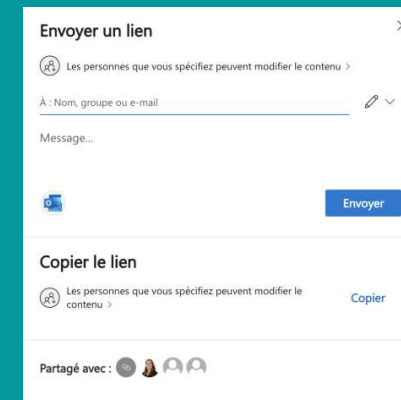 Envoyer un lien
Les personnes que vous spécifiez peuvent modifier le contenu >
À : Nom, groupe ou e-mail
Message...
Envoyer
Copier le lien
Les personnes que vous spécifiez peuvent modifier le
contenu >
Copier
Partagé avec :